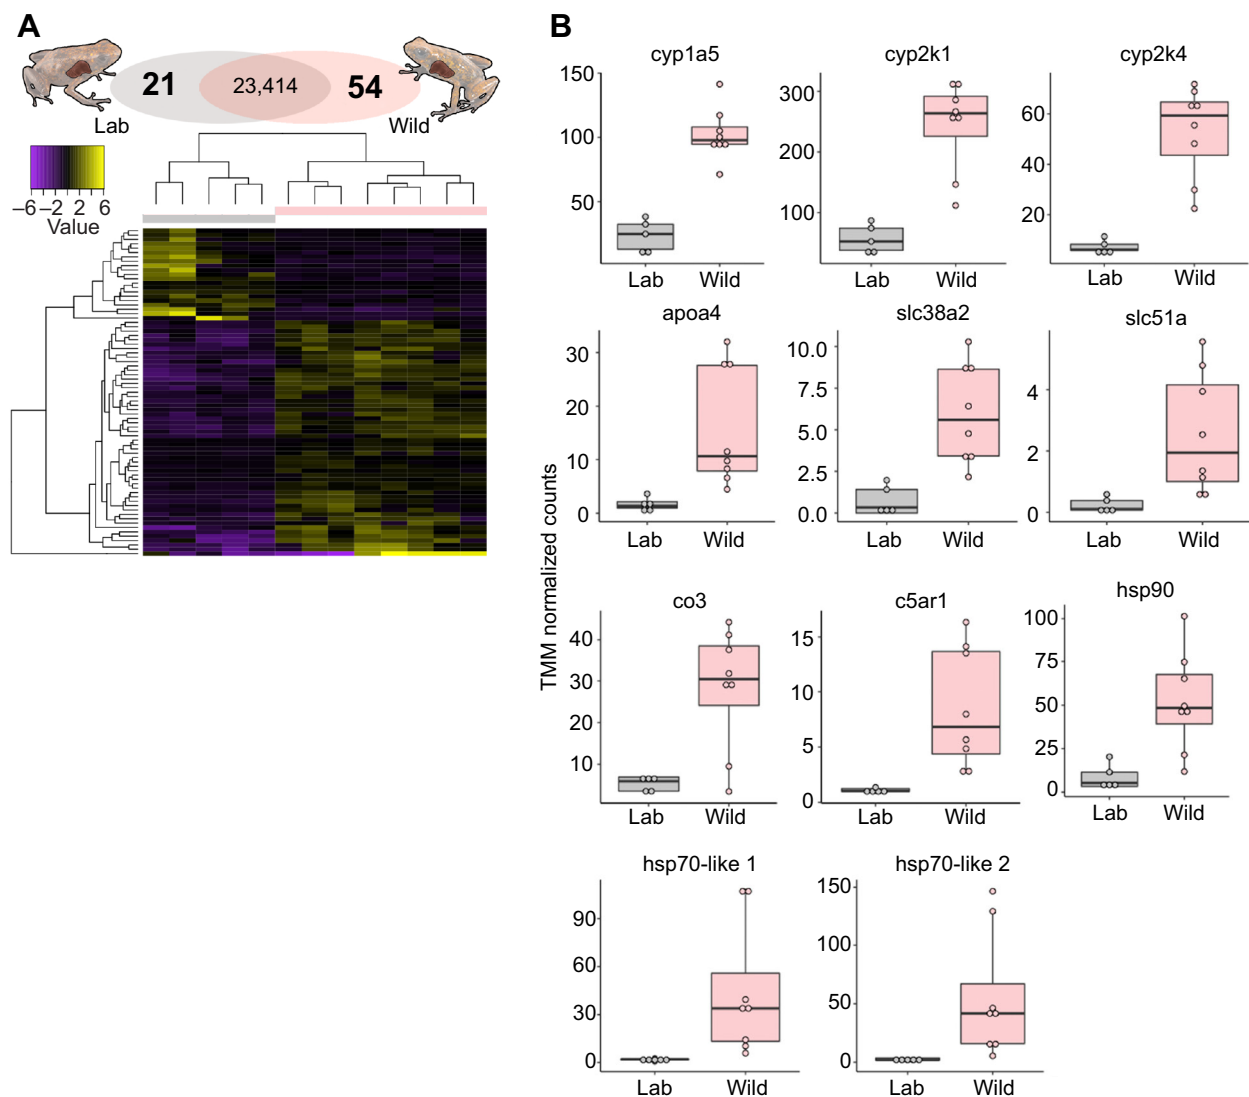 A
21
23,414
54
Lab
Wild
–6 –2 2 6
Value
B
TMM normalized counts
cyp1a5
150
100
50
Lab Wild
cyp2k1
300
200
100
Lab Wild
cyp2k4
60
40
20
Lab Wild
apoa4
30
20
10
0
Lab Wild
slc38a2
10.0
7.5
5.0
2.5
0.0
Lab Wild
slc51a
4
2
0
Lab Wild
co3
40
30
20
10
Lab Wild
c5ar1
15
10
5
0
Lab Wild
hsp90
100
75
50
25
0
Lab Wild
hsp70-like 1
90
60
30
0
Lab Wild
hsp70-like 2
150
100
50
0
Lab Wild